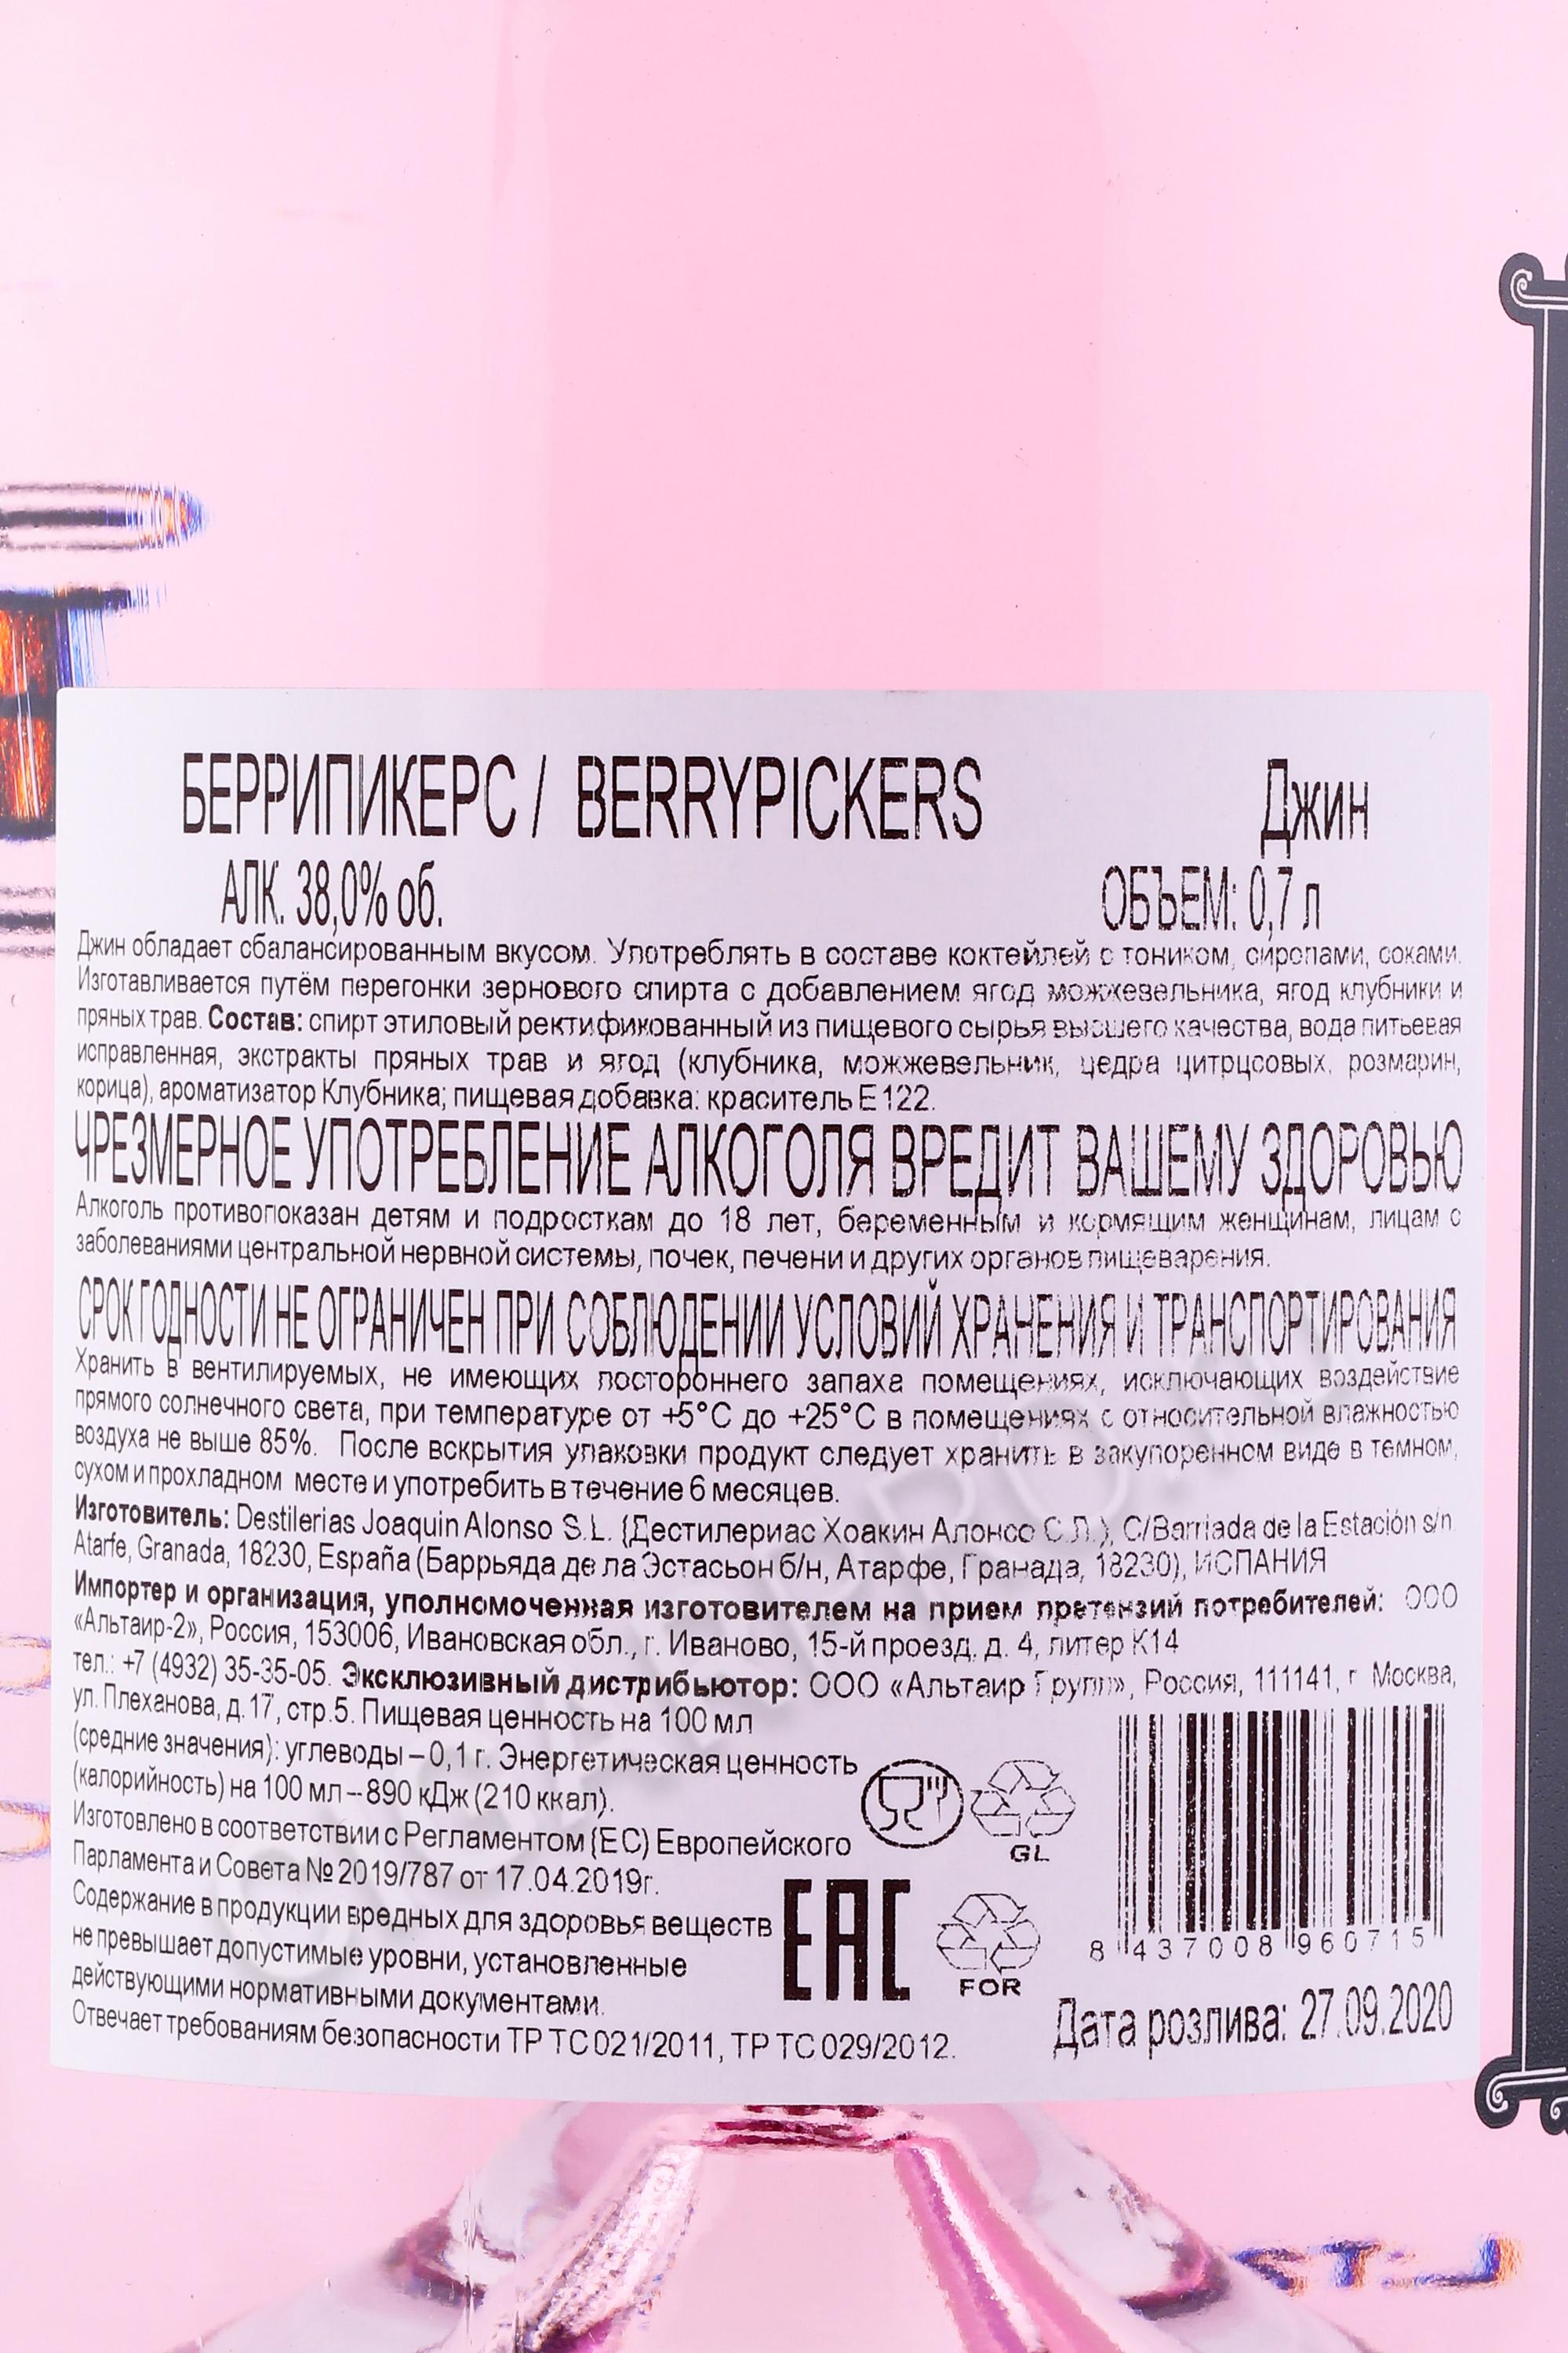 БЕРРИПИКЕРС / BERRYPICKERS Джин
АЛК. 38,0% об. ОБЪЕМ: 0,7 л
Джин обладает сбалансированным вкусом. Употреблять в составе коктейлей с тоником, сиропами, соками.
Изготавливается путём перегонки зернового спирта с добавлением ягод можжевельника, ягод клубники и
пряных трав. Состав: спирт этиловый ректификованный из пищевого сырья высшего качества, вода питьевая
исправленная, экстракты пряных трав и ягод (клубника, можжевельник, цедра цитрусовых, розмарин,
корица), ароматизатор Клубника; пищевая добавка: краситель Е 122.
ЧРЕЗМЕРНОЕ УПОТРЕБЛЕНИЕ АЛКОГОЛЯ ВРЕДИТ ВАШЕМУ ЗДОРОВЬЮ
Алкоголь противопоказан детям и подросткам до 18 лет, беременным и кормящим женщинам, лицам с
заболеваниями центральной нервной системы, почек, печени и других органов пищеварения.
СРОК ГОДНОСТИ НЕ ОГРАНИЧЕН ПРИ СОБЛЮДЕНИИ УСЛОВИЙ ХРАНЕНИЯ И ТРАНСПОРТИРОВАНИЯ
Хранить в вентилируемых, не имеющих постороннего запаха помещениях, исключающих воздействие
прямого солнечного света, при температуре от +5°С до +25°С в помещениях с относительной влажностью
воздуха не выше 85%. После вскрытия упаковки продукт следует хранить в закупоренном виде в темном,
сухом и прохладном месте и употребить в течение 6 месяцев.
Изготовитель: Destilerias Joaquin Alonso S.L. (Дестилериас Хоакин Алонсо С.Л.), C/Barriada de la Estación s/n
Atarfe, Granada, 18230, España (Баррьяда де ла Эстасьон б/н, Атарфе, Гранада, 18230), ИСПАНИЯ
Импортер и организация, уполномоченная изготовителем на прием претензий потребителей: ООО
«Альтаир-2», Россия, 153006, Ивановская обл., г. Иваново, 15-й проезд, д. 4, литер К14
тел.: +7 (4932) 35-35-05. Эксклюзивный дистрибьютор: ООО «Альтаир Групп», Россия, 111141, г Москва,
ул. Плеханова, д. 17, стр.5. Пищевая ценность на 100 мл
(средние значения): углеводы – 0,1 г. Энергетическая ценность
(калорийность) на 100 мл – 890 кДж (210 ккал).
Изготовлено в соответствии с Регламентом (ЕС) Европейского
Парламента и Совета № 2019/787 от 17.04.2019г.
Содержание в продукции вредных для здоровья веществ
не превышает допустимые уровни, установленные
действующими нормативными документами.
Отвечает требованиям безопасности ТР ТС 021/2011, ТР ТС 029/2012.
GL
EAC
FOR
8 437008 960715
Дата розлива: 27.09.2020